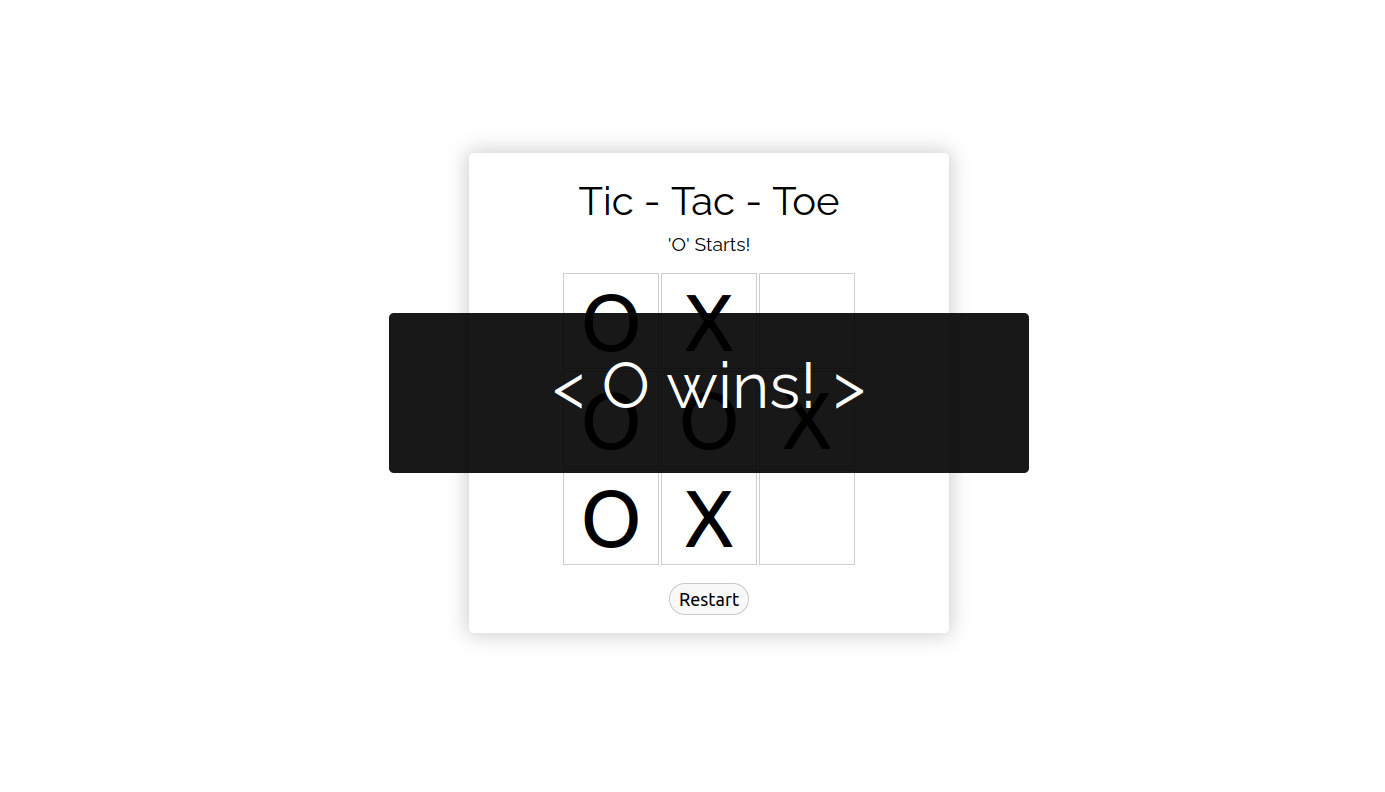 Tic - Tac - Toe
'O' Starts!
O X
< O wins! >
O O X
O X
Restart